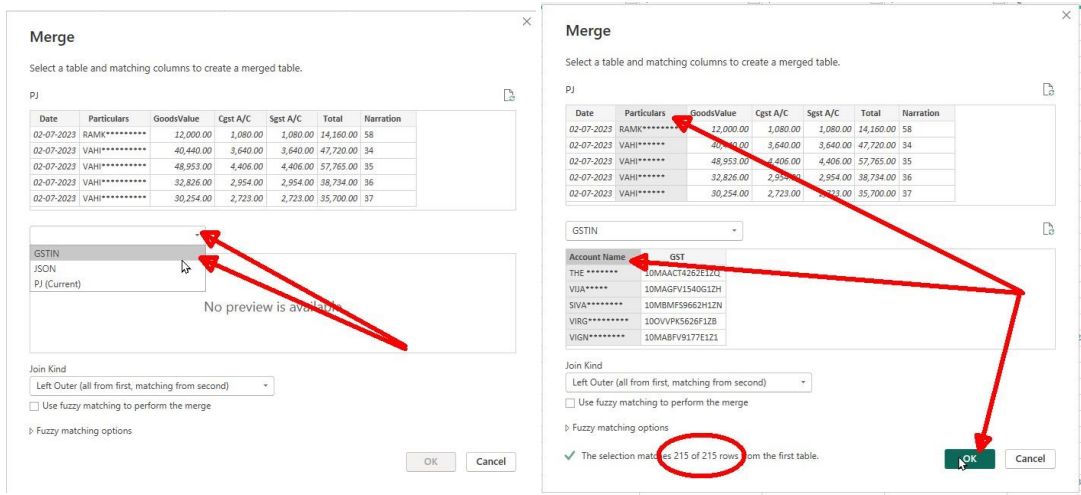 Merge
Select a table and matching columns to create a merged table.
PJ
Date Particulars GoodsValue Cgst A/C Sgst A/C Total Narration
02-07-2023 RAMK********* 12,000.00 1,080.00 1,080.00 14,160.00 58
02-07-2023 VAHI****** 40,440.00 3,640.00 3,640.00 47,720.00 34
02-07-2023 VAHI****** 48,953.00 4,406.00 4,406.00 57,765.00 35
02-07-2023 VAHI********* 32,826.00 2,954.00 2,954.00 38,734.00 36
02-07-2023 VAHI********** 30,254.00 2,723.00 2,723.00 35,700.00 37
GSTIN
JSON
PJ (Current)
No preview is available
Join Kind
Left Outer (all from first, matching from second)
Use fuzzy matching to perform the merge
Fuzzy matching options
OK Cancel
Merge
Select a table and matching columns to create a merged table.
PJ
Date Particulars GoodsValue Cgst A/C Sgst A/C Total Narration
02-07-2023 RAMK******** 12,000.00 1,080.00 1,080.00 14,160.00 58
02-07-2023 VAHI****** 40,440.00 3,640.00 3,640.00 47,720.00 34
02-07-2023 VAHI****** 48,953.00 4,406.00 4,406.00 57,765.00 35
02-07-2023 VAHI****** 32,826.00 2,954.00 2,954.00 38,734.00 36
02-07-2023 VAHI****** 30,254.00 2,723.00 2,723.00 35,700.00 37
GSTIN
Account Name GST
THE ******* 10MAACT4262E1ZQ
VIJA***** 10MAGFV1540G1ZH
SIVA******** 10MBMFS9662H1ZN
VIRG********* 10OVVPK5626F1ZB
VIGN******** 10MABFV9177E1Z1
Join Kind
Left Outer (all from first, matching from second)
Use fuzzy matching to perform the merge
Fuzzy matching options
The selection matches 215 of 215 rows from the first table.
OK Cancel